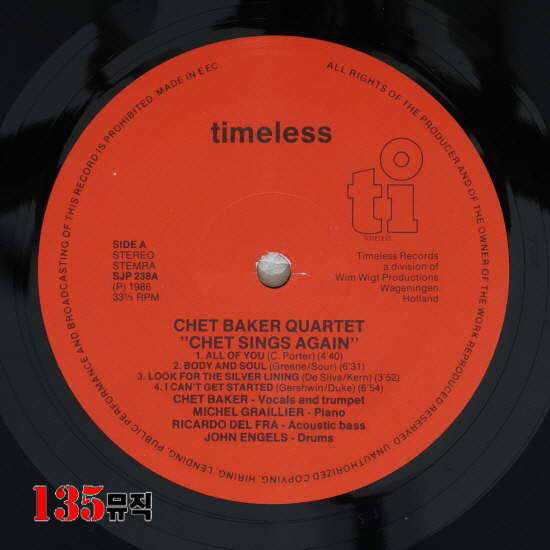 ALL RIGHTS OF THE PRODUCER AND OF THE OWNER OF THE WORK REPRODUCED RESERVED. UNAUTHORIZED COPYING, HIRING, LENDING, PUBLIC PERFORMANCE AND BROADCASTING OF THIS RECORD IS PROHIBITED. MADE IN EEC.
timeless
ti
TIMELESS
SIDE A
STEREO
STEMRA
SJP 238A
(P) 1986
33⅓ RPM
Timeless Records
a division of
Wim Wigt Productions
Wageningen
Holland
CHET BAKER QUARTET
"CHET SINGS AGAIN"
1. ALL OF YOU (C. Porter) (4'40)
2. BODY AND SOUL (Greene/Sour) (6'31)
3. LOOK FOR THE SILVER LINING (De Silva/Kern) (3'52)
4. I CAN'T GET STARTED (Gershwin/Duke) (6'54)
CHET BAKER - Vocals and trumpet
MICHEL GRAILLIER - Piano
RICARDO DEL FRA - Acoustic bass
JOHN ENGELS - Drums
135뮤직